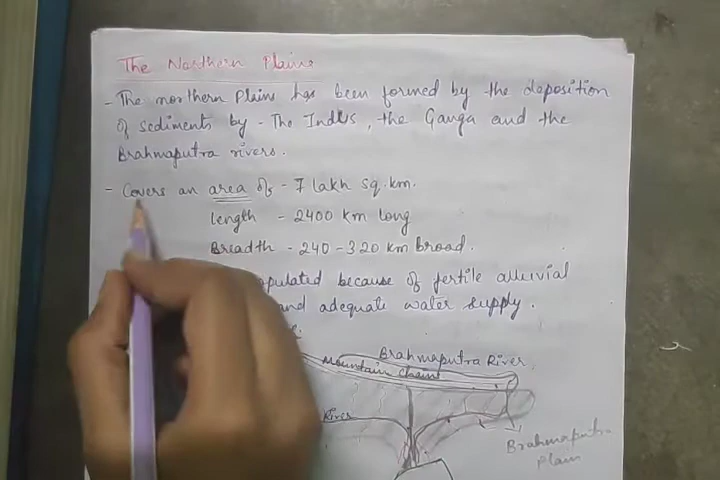 The Northern Plains
- The northern Plains has been formed by the deposition
of sediments by - The Indus, the Ganga and the
Brahmaputra rivers.
- Covers an area of - 7 lakh sq.km.
length - 2400 km long
Breadth - 240 - 320 km broad.
because of fertile alluvial
and adequate water supply.
Brahmaputra River
Mountain Chain
River
Brahmaputra
Plain